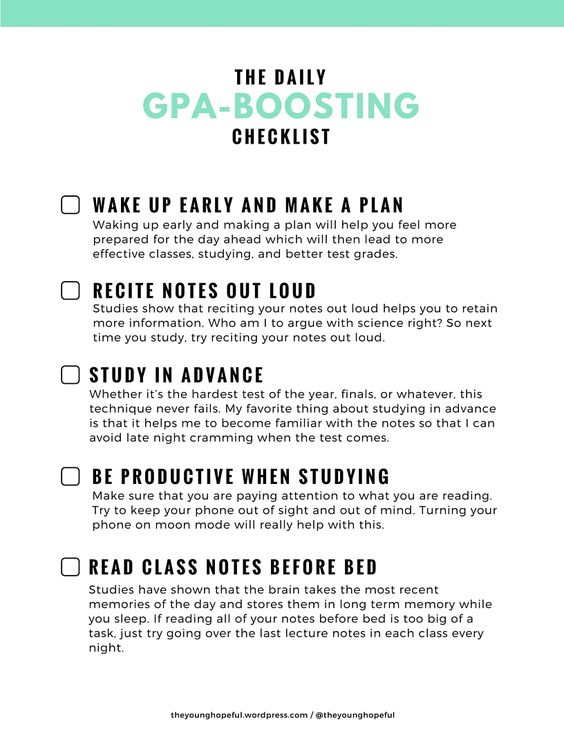 THE DAILY
GPA-BOOSTING
CHECKLIST
WAKE UP EARLY AND MAKE A PLAN
Waking up early and making a plan will help you feel more
prepared for the day ahead which will then lead to more
effective classes, studying, and better test grades.
RECITE NOTES OUT LOUD
Studies show that reciting your notes out loud helps you to retain
more information. Who am I to argue with science right? So next
time you study, try reciting your notes out loud.
STUDY IN ADVANCE
Whether it's the hardest test of the year, finals, or whatever, this
technique never fails. My favorite thing about studying in advance
is that it helps me to become familiar with the notes so that I can
avoid late night cramming when the test comes.
BE PRODUCTIVE WHEN STUDYING
Make sure that you are paying attention to what you are reading.
Try to keep your phone out of sight and out of mind. Turning your
phone on moon mode will really help with this.
READ CLASS NOTES BEFORE BED
Studies have shown that the brain takes the most recent
memories of the day and stores them in long term memory while
you sleep. If reading all of your notes before bed is too big of a
task, just try going over the last lecture notes in each class every
night.
theyounghopeful.wordpress.com / @theyounghopeful